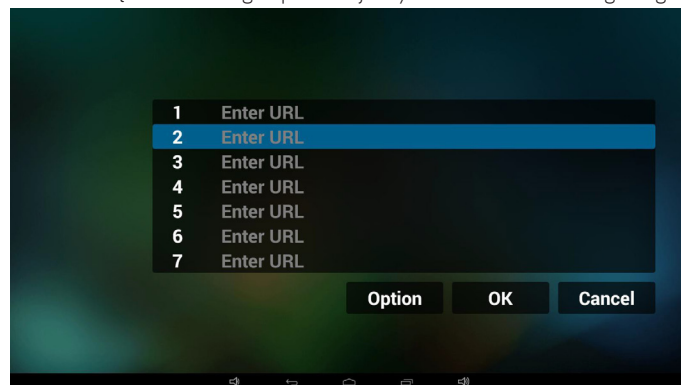 1 Enter URL
2 Enter URL
3 Enter URL
4 Enter URL
5 Enter URL
6 Enter URL
7 Enter URL
Option OK Cancel